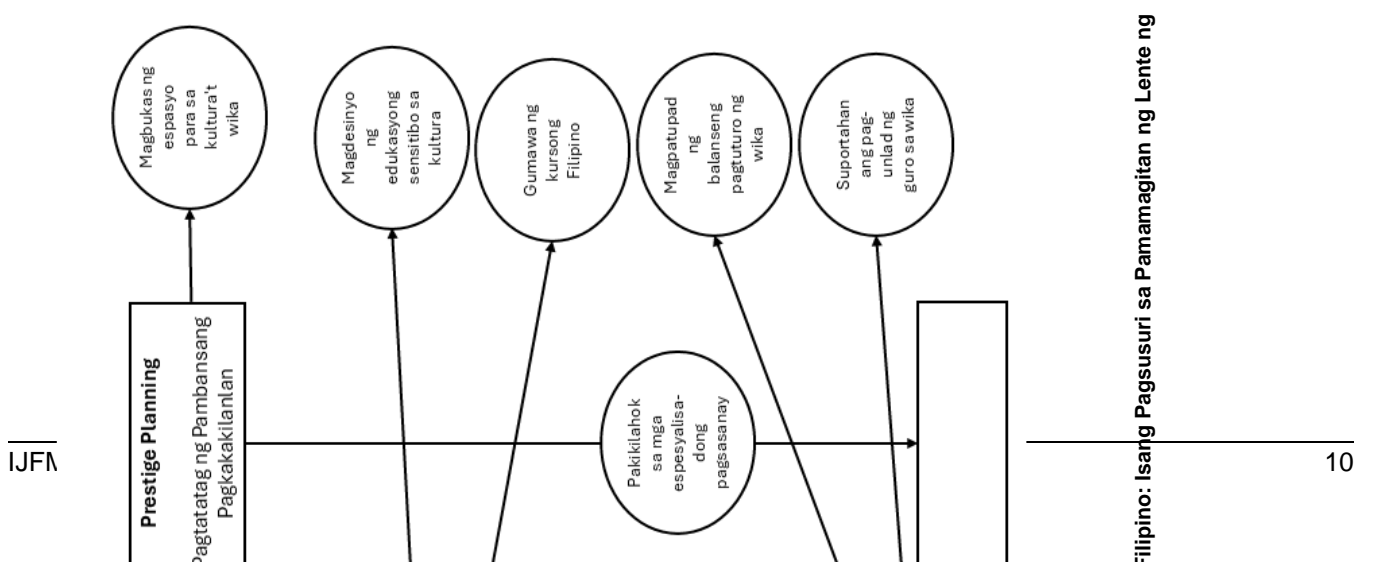 Magbukas ng
espasyo
para sa
kultura't
wika
Magdesinyo
ng
edukasyong
sensitibo sa
kultura
Gumawa ng
kursong
Filipino
Magpatupad
ng
balanseng
pagtuturo ng
wika
Suportahan
ang pag-
unlad ng
guro sa wika
Prestige Planning
Pagtatatag ng Pambansang
Pagkakakilanlan
Pakikilahok
sa mga
espesyalisa-
dong
pagsasanay
Filipino: Isang Pagsusuri sa Pamamagitan ng Lente ng
IJFM
10